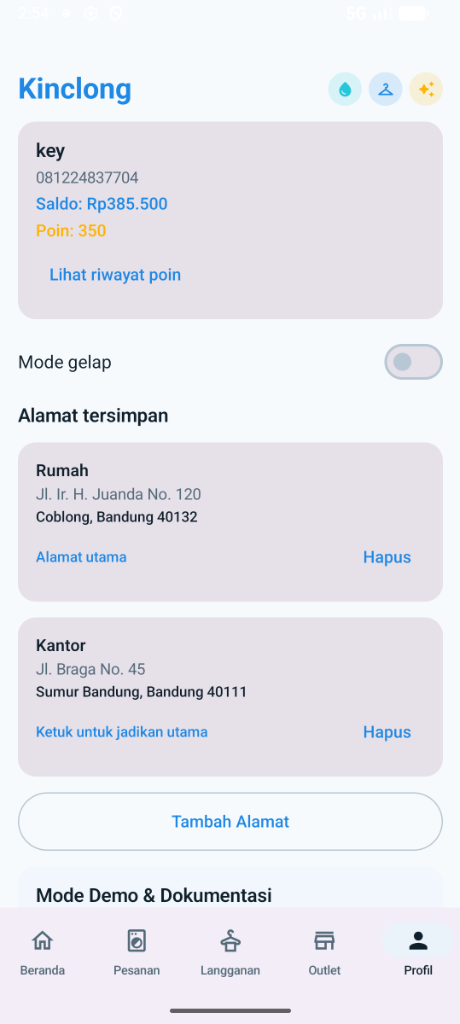 2:54
5G
Kinclong
key
081224837704
Saldo: Rp385.500
Poin: 350
Lihat riwayat poin
Mode gelap
Alamat tersimpan
Rumah
Jl. Ir. H. Juanda No. 120
Coblong, Bandung 40132
Alamat utama
Hapus
Kantor
Jl. Braga No. 45
Sumur Bandung, Bandung 40111
Ketuk untuk jadikan utama
Hapus
Tambah Alamat
Mode Demo & Dokumentasi
Beranda
Pesanan
Langganan
Outlet
Profil